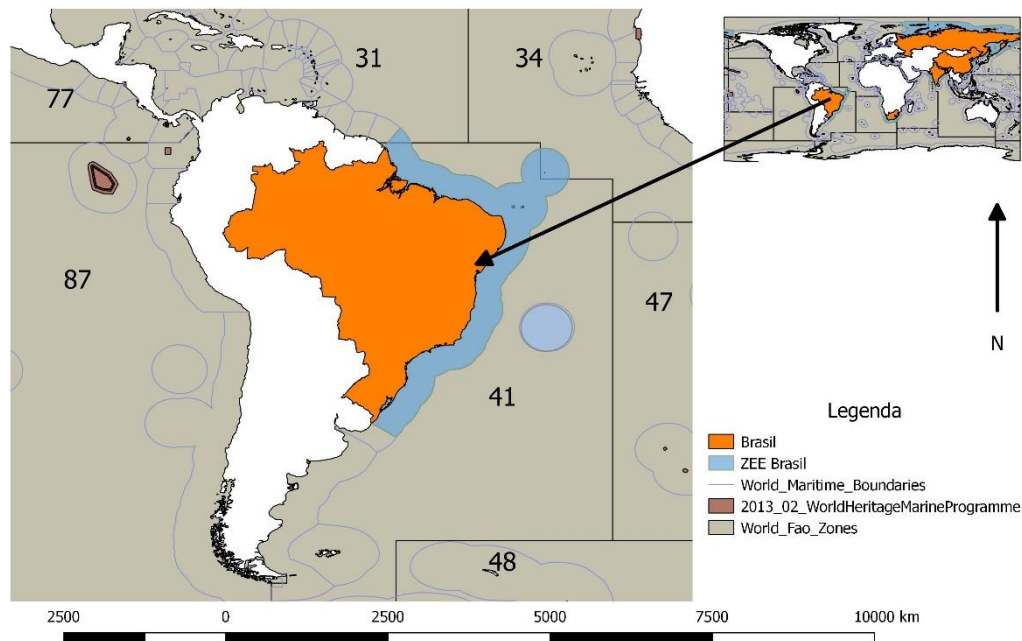 31
34
77
87
47
41
48
N
Legenda
Brasil
ZEE Brasil
World_Maritime_Boundaries
2013_02_WorldHeritageMarineProgramme
World_Fao_Zones
2500 0 2500 5000 7500 10000 km